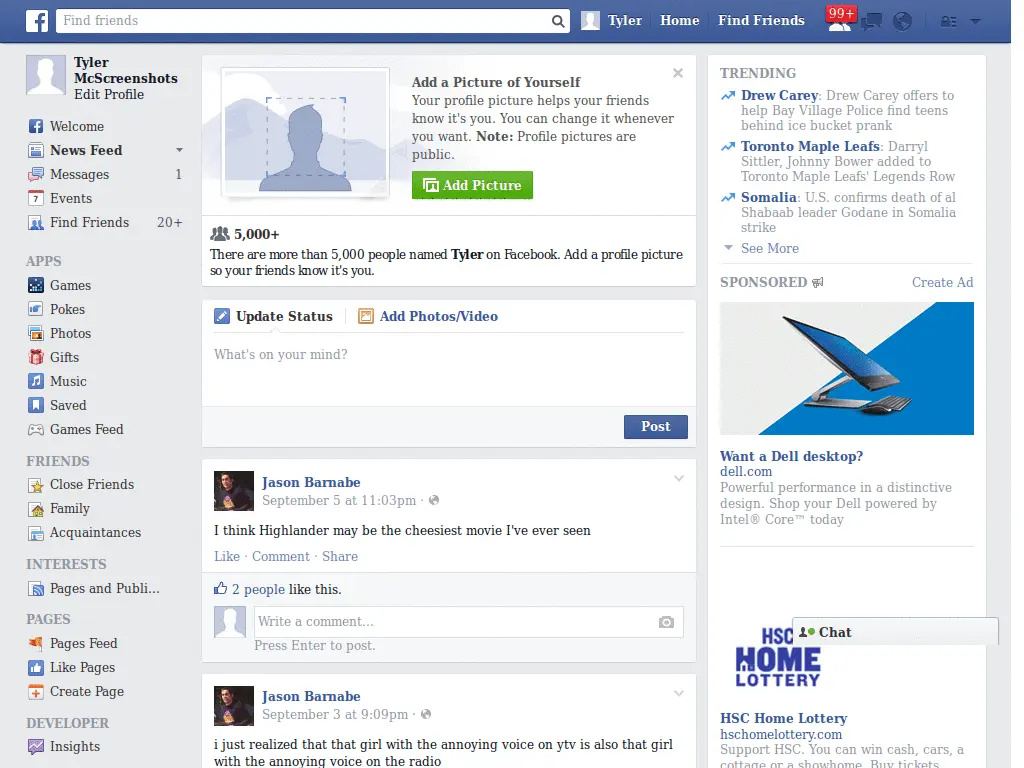 Find friends
Tyler
Home
Find Friends
99+
Tyler
McScreenshots
Edit Profile
Welcome
News Feed
Messages 1
Events
Find Friends 20+
APPS
Games
Pokes
Photos
Gifts
Music
Saved
Games Feed
FRIENDS
Close Friends
Family
Acquaintances
INTERESTS
Pages and Publi...
PAGES
Pages Feed
Like Pages
Create Page
DEVELOPER
Insights
Add a Picture of Yourself
Your profile picture helps your friends
know it's you. You can change it whenever
you want. Note: Profile pictures are
public.
Add Picture
5,000+
There are more than 5,000 people named Tyler on Facebook. Add a profile picture
so your friends know it's you.
Update Status
Add Photos/Video
What's on your mind?
Post
Jason Barnabe
September 5 at 11:03pm ·
I think Highlander may be the cheesiest movie I've ever seen
Like · Comment · Share
2 people like this.
Write a comment...
Press Enter to post.
Jason Barnabe
September 3 at 9:09pm ·
i just realized that that girl with the annoying voice on ytv is also that girl
with the annoying voice on the radio
TRENDING
Drew Carey: Drew Carey offers to
help Bay Village Police find teens
behind ice bucket prank
Toronto Maple Leafs: Darryl
Sittler, Johnny Bower added to
Toronto Maple Leafs' Legends Row
Somalia: U.S. confirms death of al
Shabaab leader Godane in Somalia
strike
See More
SPONSORED
Create Ad
Want a Dell desktop?
dell.com
Powerful performance in a distinctive
design. Shop your Dell powered by
Intel® Core™ today
HSC
HOME
LOTTERY
Chat
HSC Home Lottery
hschomelottery.com
Support HSC. You can win cash, cars, a
cottage or a showhome. Buy tickets